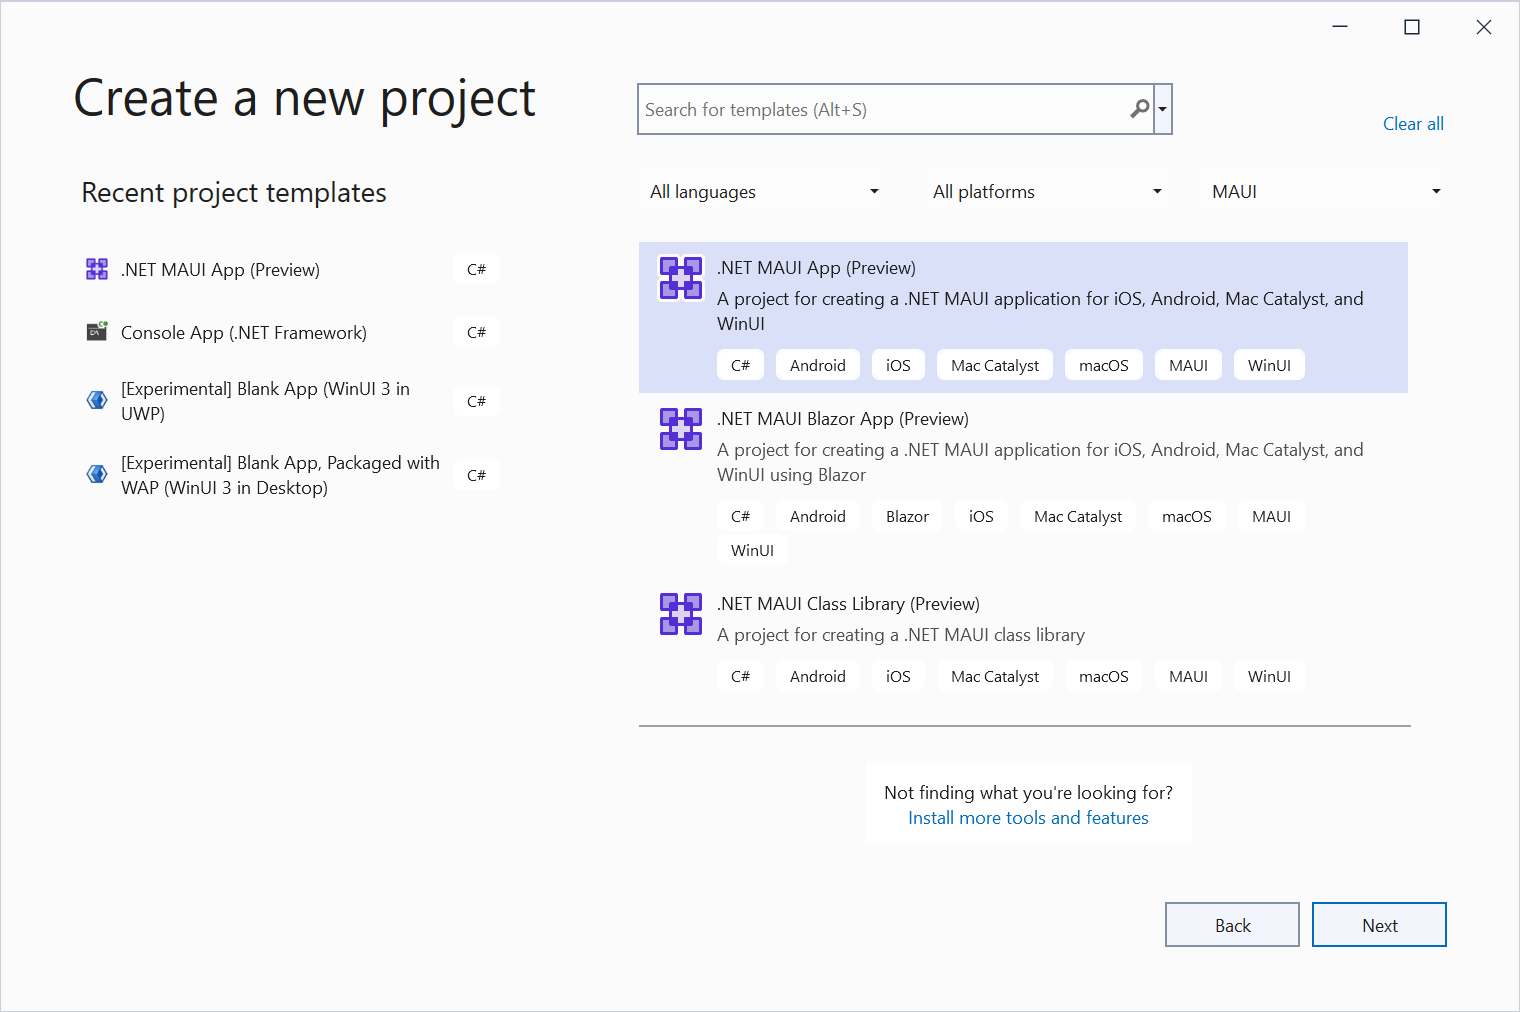 Create a new project
Search for templates (Alt+S)
Clear all
Recent project templates
All languages
All platforms
MAUI
.NET MAUI App (Preview)
C#
Console App (.NET Framework)
C#
[Experimental] Blank App (WinUI 3 in
UWP)
C#
[Experimental] Blank App, Packaged with
WAP (WinUI 3 in Desktop)
C#
.NET MAUI App (Preview)
A project for creating a .NET MAUI application for iOS, Android, Mac Catalyst, and
WinUI
C# Android iOS Mac Catalyst macOS MAUI WinUI
.NET MAUI Blazor App (Preview)
A project for creating a .NET MAUI application for iOS, Android, Mac Catalyst, and
WinUI using Blazor
C# Android Blazor iOS Mac Catalyst macOS MAUI
WinUI
.NET MAUI Class Library (Preview)
A project for creating a .NET MAUI class library
C# Android iOS Mac Catalyst macOS MAUI WinUI
Not finding what you're looking for?
Install more tools and features
Back
Next